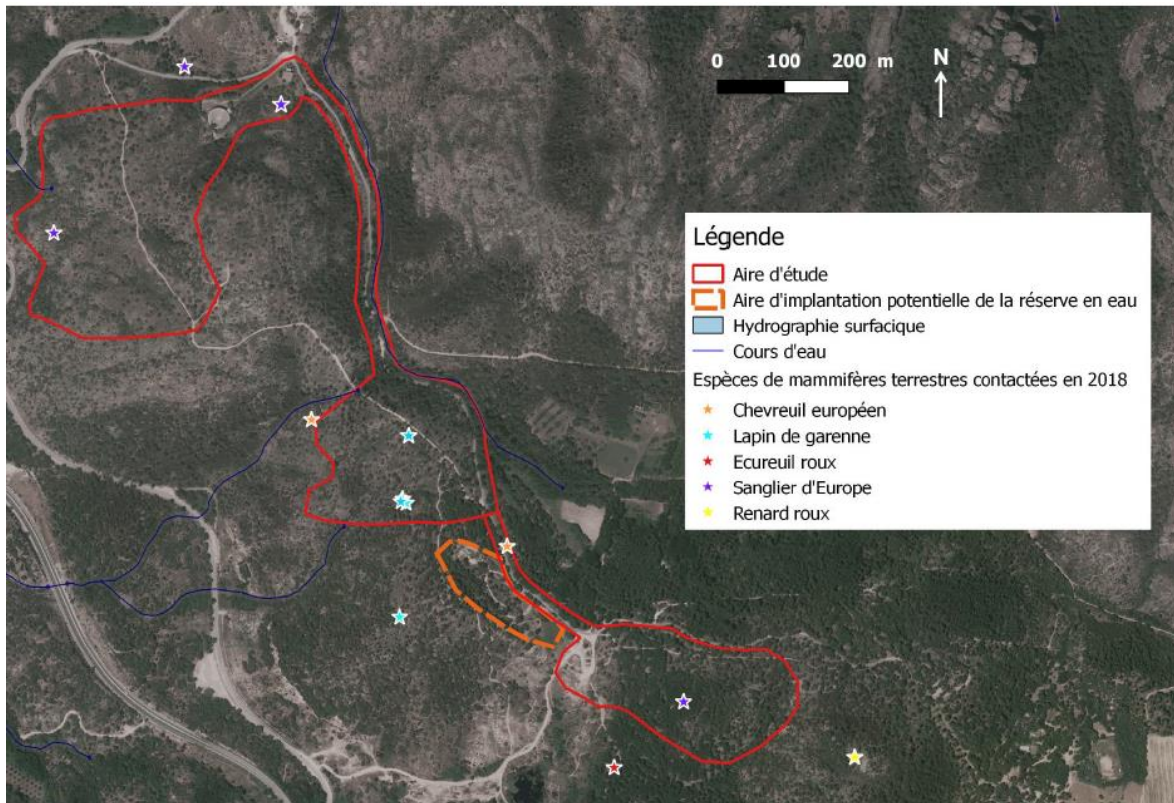 0 100 200 m
N
Légende
Aire d'étude
Aire d'implantation potentielle de la réserve en eau
Hydrographie surfacique
Cours d'eau
Espèces de mammifères terrestres contactées en 2018
Chevreuil européen
Lapin de garenne
Ecureuil roux
Sanglier d'Europe
Renard roux